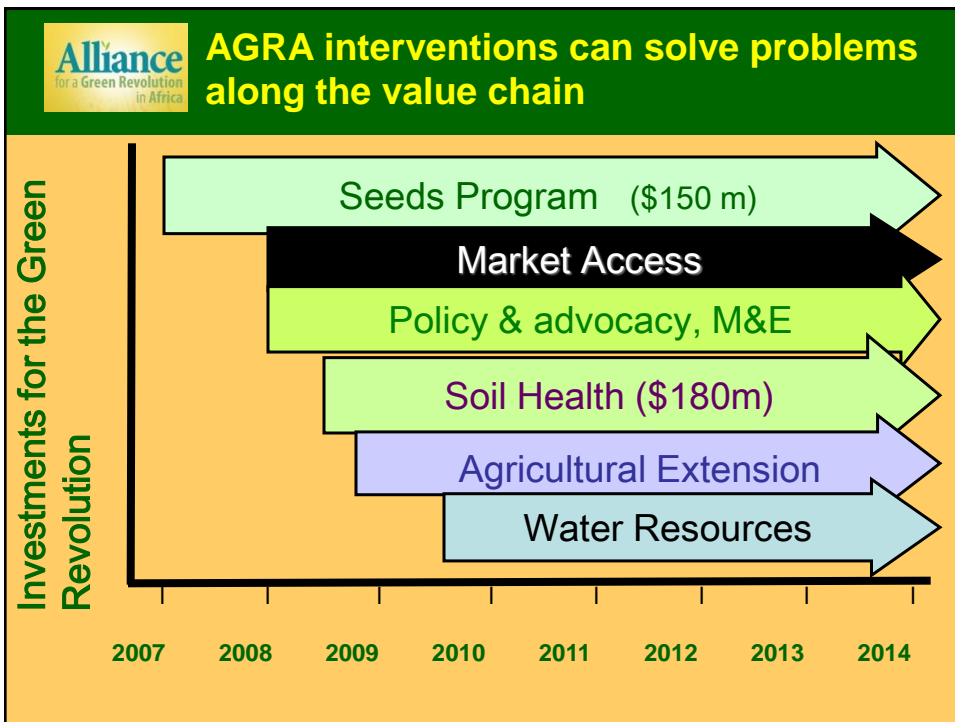 Alliance
for a Green Revolution
in Africa
AGRA interventions can solve problems
along the value chain
Investments for the Green
Revolution
Seeds Program ($150 m)
Market Access
Policy & advocacy, M&E
Soil Health ($180m)
Agricultural Extension
Water Resources
2007 2008 2009 2010 2011 2012 2013 2014